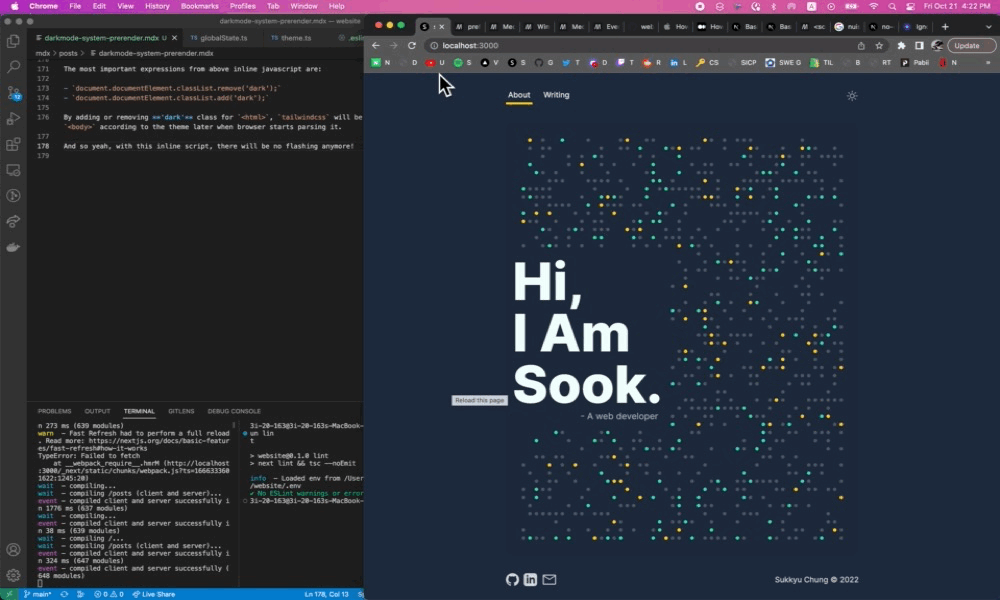 Chrome File Edit View History Bookmarks Profiles Tab Window Help
Fri Oct 21 4:22 PM
darkmode-system-prerender.mdx — website
darkmode-system-prerender.mdx U
globalState.ts
theme.ts
mdx > posts > darkmode-system-prerender.mdx
171 The most important expressions from above inline javascript are:
172
173 - `document.documentElement.classList.remove('dark');`
174 - `document.documentElement.classList.add('dark');`
175
176 By adding or removing =='dark'== class for `<html>`, `tailwindcss` will be
`<body>` according to the theme later when browser starts parsing it.
177
178 And so yeah, with this inline script, there will be no flashing anymore!
179
PROBLEMS OUTPUT TERMINAL GITLENS DEBUG CONSOLE
n 273 ms (639 modules)
warn - Fast Refresh had to perform a full reload
. Read more: https://nextjs.org/docs/basic-featur
es/fast-refresh#how-it-works
TypeError: Failed to fetch
at __webpack_require__.hmrM (http://localhost
:3000/_next/static/chunks/webpack.js?ts=166633360
1622:1245:20)
wait - compiling...
wait - compiling /posts (client and server)...
event - compiled client and server successfully i
n 1776 ms (637 modules)
wait - compiling...
event - compiled client and server successfully i
n 38 ms (639 modules)
wait - compiling /...
wait - compiling /posts (client and server)...
event - compiled client and server successfully i
n 324 ms (647 modules)
event - compiled client and server successfully (
648 modules)
3i-20-163@3i-20-163s-MacBook-
un lin
t
> website@0.1.0 lint
> next lint && tsc --noEmit
info - Loaded env from /User
/website/.env
✔ No ESLint warnings or error
3i-20-163@3i-20-163s-MacBook-
main*
0 0
Live Share
Ln 178, Col 13
localhost:3000
Update
N D U S V S G T D T R L CS SICP SWE G TIL B RT Pabii N »
About Writing
Hi,
I Am
Sook.
- A web developer
Reload this page
Sukkyu Chung © 2022